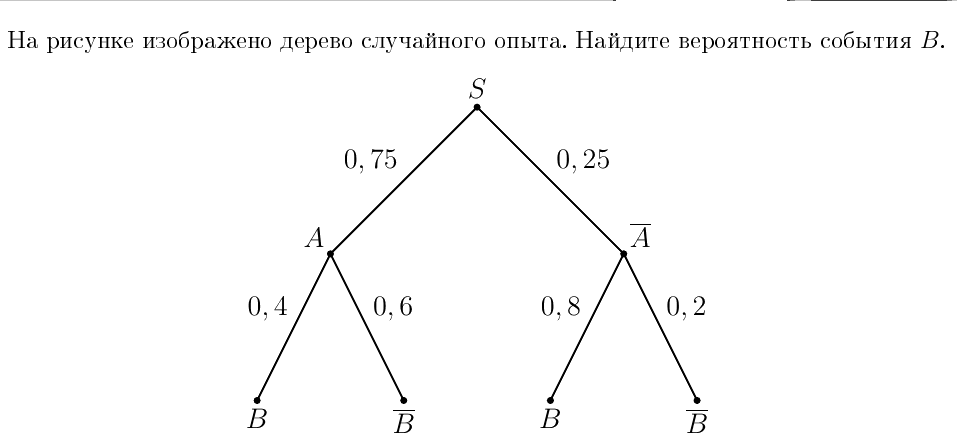 На рисунке изображено дерево случайного опыта. Найдите вероятность события B.
S
0, 75 0, 25
A A̅
0, 4 0, 6 0, 8 0, 2
B B̅ B B̅